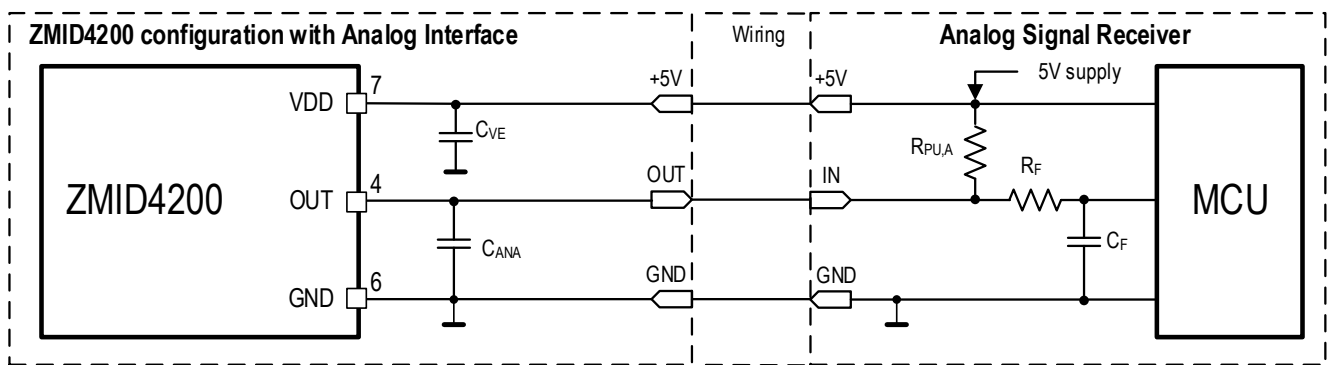 ZMID4200 configuration with Analog Interface
Wiring
Analog Signal Receiver
5V supply
VDD
7
+5V
+5V
CVE
RPU,A
RF
ZMID4200
OUT
4
OUT
IN
MCU
CANA
CF
GND
6
GND
GND